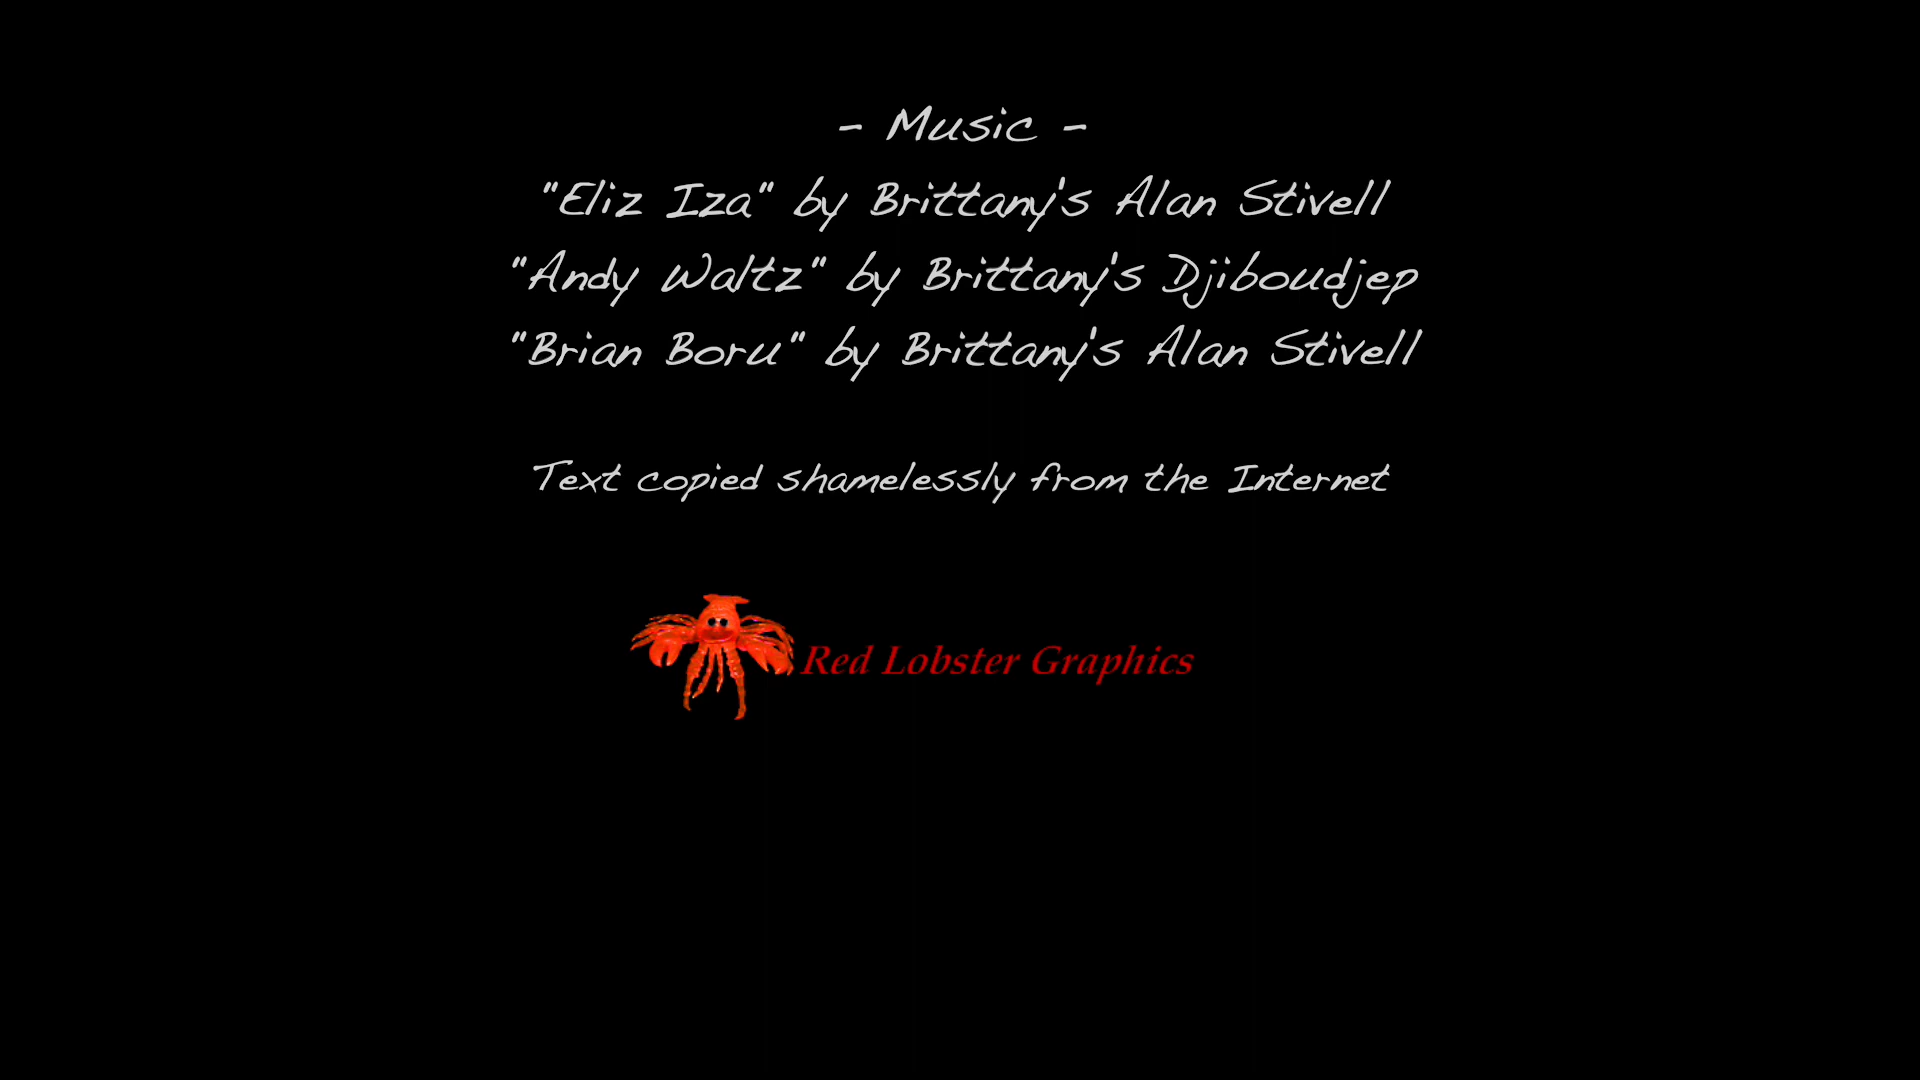 - Music -
"Eliz Iza" by Brittany's Alan Stivell
"Andy Waltz" by Brittany's Djiboudjep
"Brian Boru" by Brittany's Alan Stivell
Text copied shamelessly from the Internet
Red Lobster Graphics